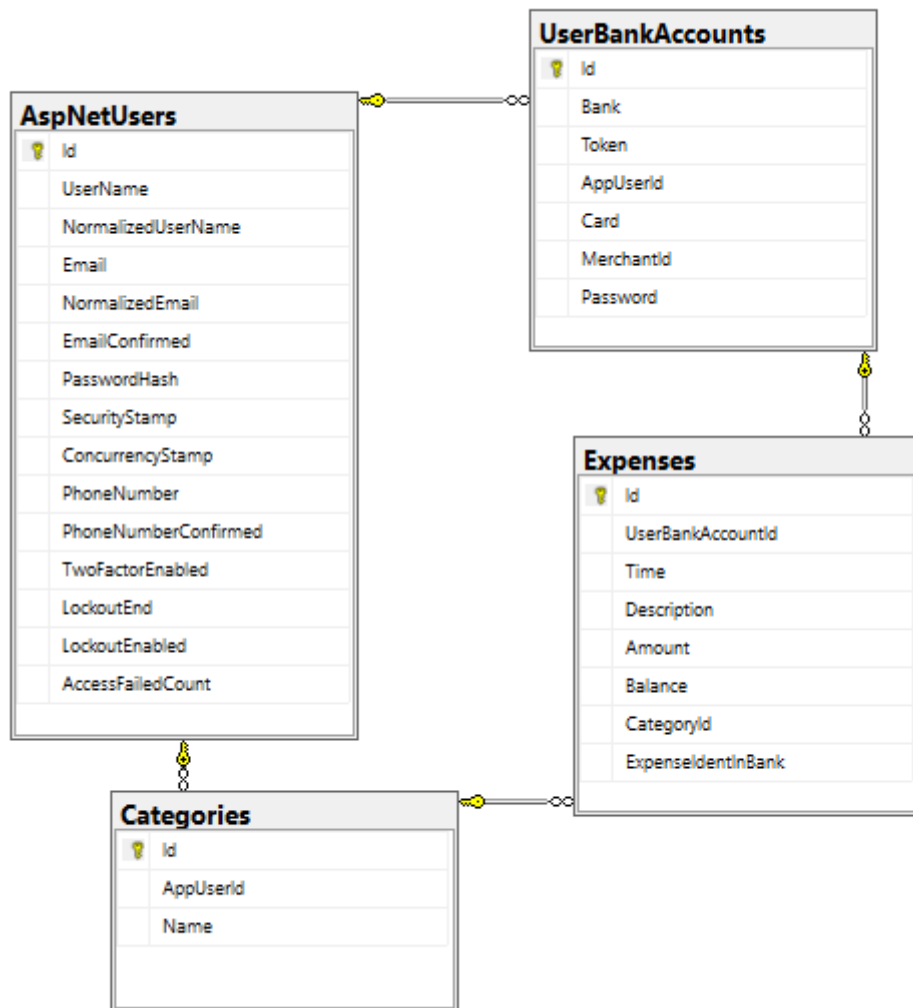 AspNetUsers
Id
UserName
NormalizedUserName
Email
NormalizedEmail
EmailConfirmed
PasswordHash
SecurityStamp
ConcurrencyStamp
PhoneNumber
PhoneNumberConfirmed
TwoFactorEnabled
LockoutEnd
LockoutEnabled
AccessFailedCount
UserBankAccounts
Id
Bank
Token
AppUserId
Card
MerchantId
Password
Expenses
Id
UserBankAccountId
Time
Description
Amount
Balance
CategoryId
ExpenseIdentInBank
Categories
Id
AppUserId
Name